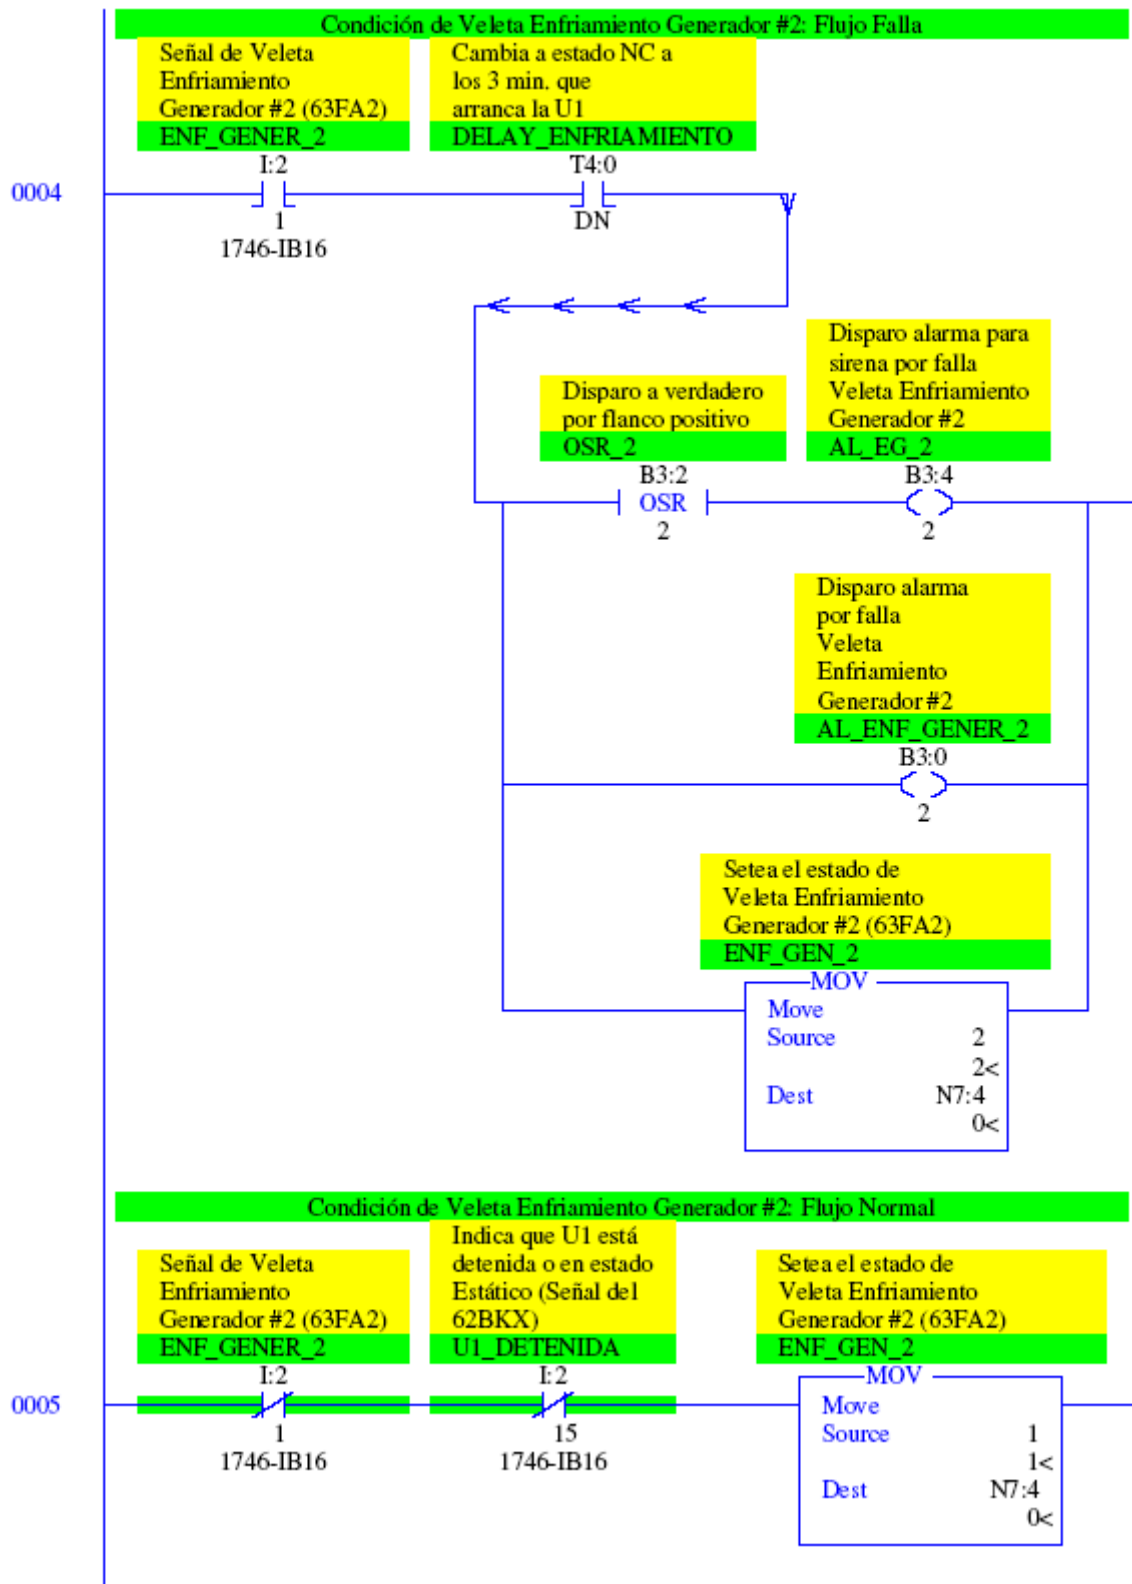 Condición de Veleta Enfriamiento Generador #2: Flujo Falla
Señal de Veleta
Enfriamiento
Generador #2 (63FA2)
ENF_GENER_2
I:2
1
1746-IB16
Cambia a estado NC a
los 3 min. que
arranca la U1
DELAY_ENFRIAMIENTO
T4:0
DN
0004
Disparo a verdadero
por flanco positivo
OSR_2
B3:2
OSR
2
Disparo alarma para
sirena por falla
Veleta Enfriamiento
Generador #2
AL_EG_2
B3:4
2
Disparo alarma
por falla
Veleta
Enfriamiento
Generador #2
AL_ENF_GENER_2
B3:0
2
Setea el estado de
Veleta Enfriamiento
Generador #2 (63FA2)
ENF_GEN_2
MOV
Move
Source 2
2<
Dest N7:4
0<
Condición de Veleta Enfriamiento Generador #2: Flujo Normal
Señal de Veleta
Enfriamiento
Generador #2 (63FA2)
ENF_GENER_2
I:2
1
1746-IB16
Indica que U1 está
detenida o en estado
Estático (Señal del
62BKX)
U1_DETENIDA
I:2
15
1746-IB16
0005
Setea el estado de
Veleta Enfriamiento
Generador #2 (63FA2)
ENF_GEN_2
MOV
Move
Source 1
1<
Dest N7:4
0<